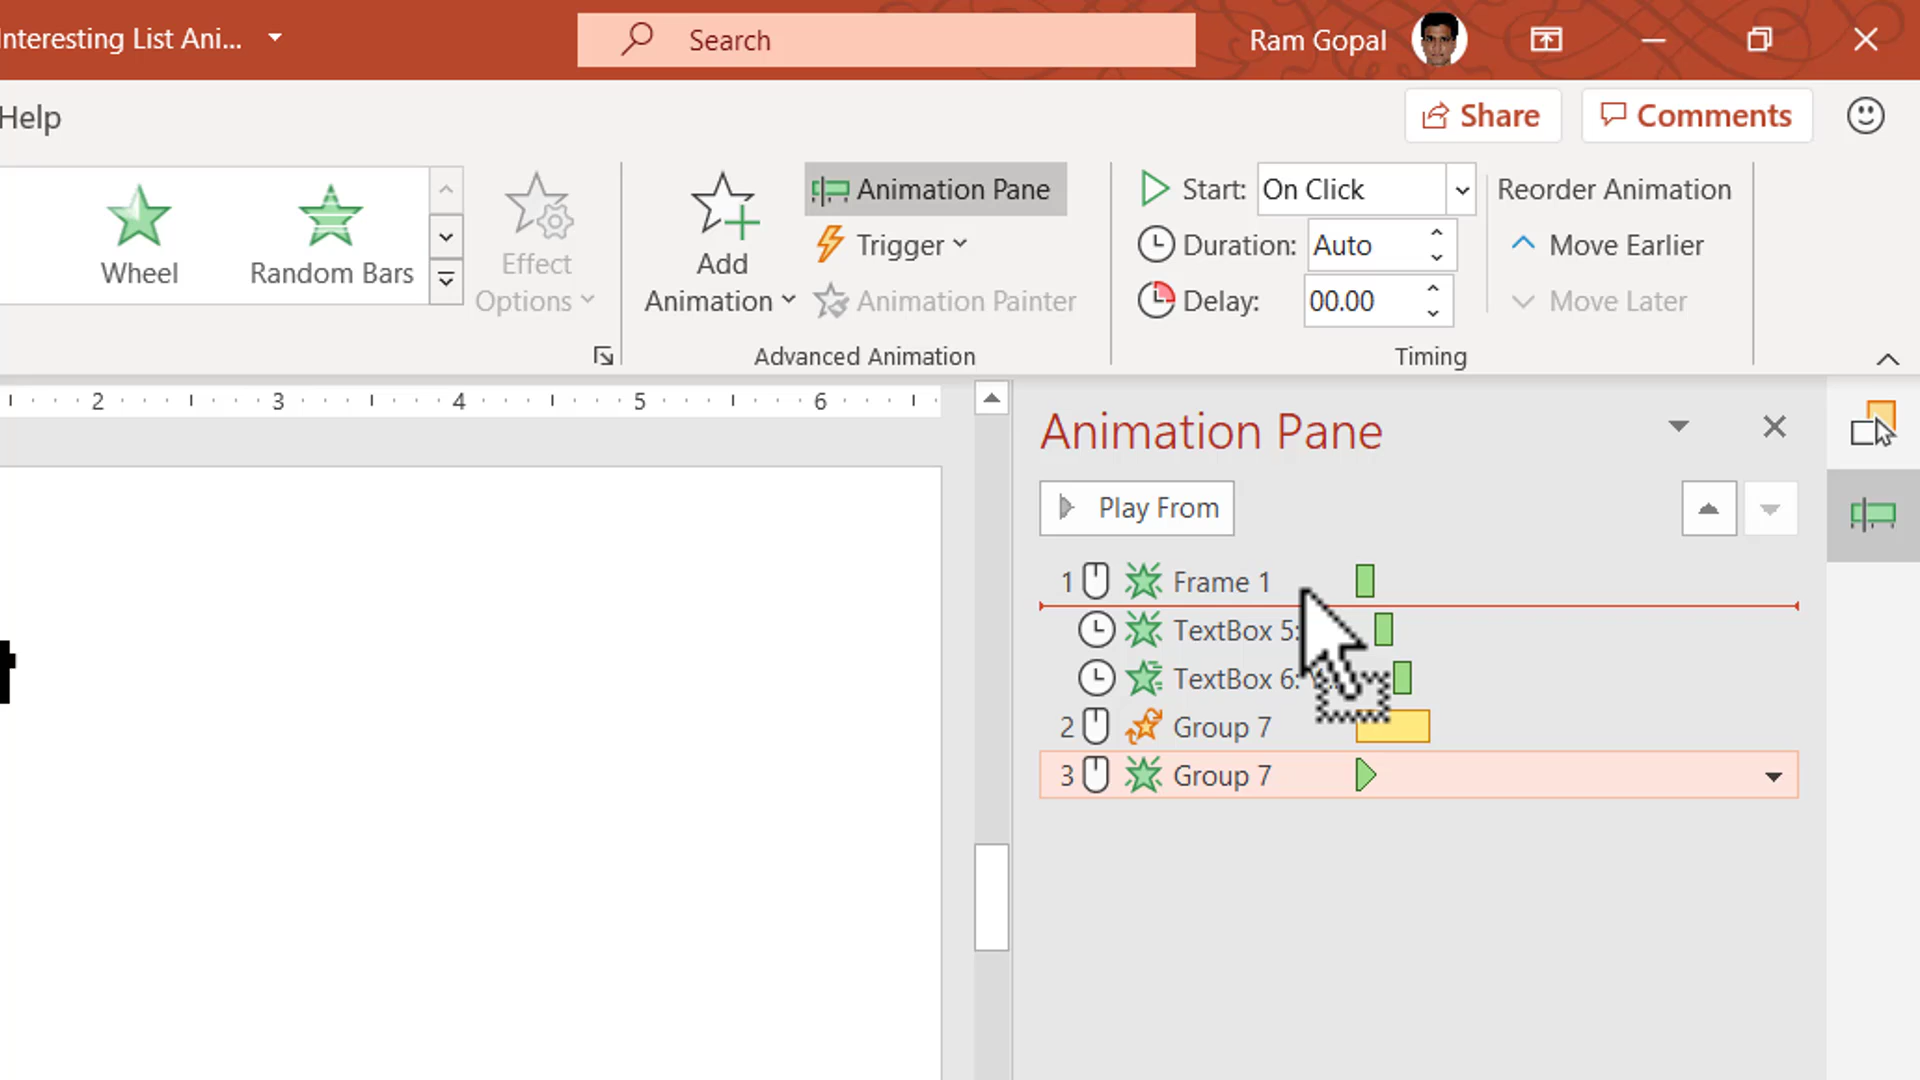 Interesting List Ani...
Search
Ram Gopal
Help
Share
Comments
Wheel
Random Bars
Effect
Options
Add
Animation
Animation Pane
Trigger
Animation Painter
Advanced Animation
Start: On Click
Duration: Auto
Delay: 00.00
Timing
Reorder Animation
Move Earlier
Move Later
2 3 4 5 6
Animation Pane
Play From
1 Frame 1
TextBox 5:
TextBox 6:
2 Group 7
3 Group 7